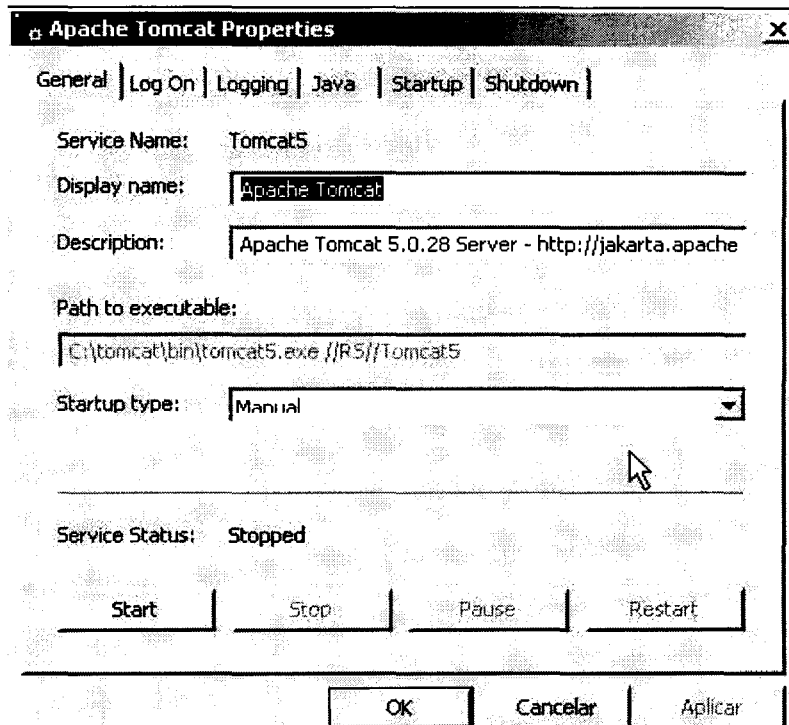 Apache Tomcat Properties
General Log On Logging Java Startup Shutdown
Service Name: Tomcat5
Display name: Apache Tomcat
Description: Apache Tomcat 5.0.28 Server - http://jakarta.apache
Path to executable:
C:\tomcat\bin\tomcat5.exe //RS//Tomcat5
Startup type: Manual
Service Status: Stopped
Start Stop Pause Restart
OK Cancelar Aplicar